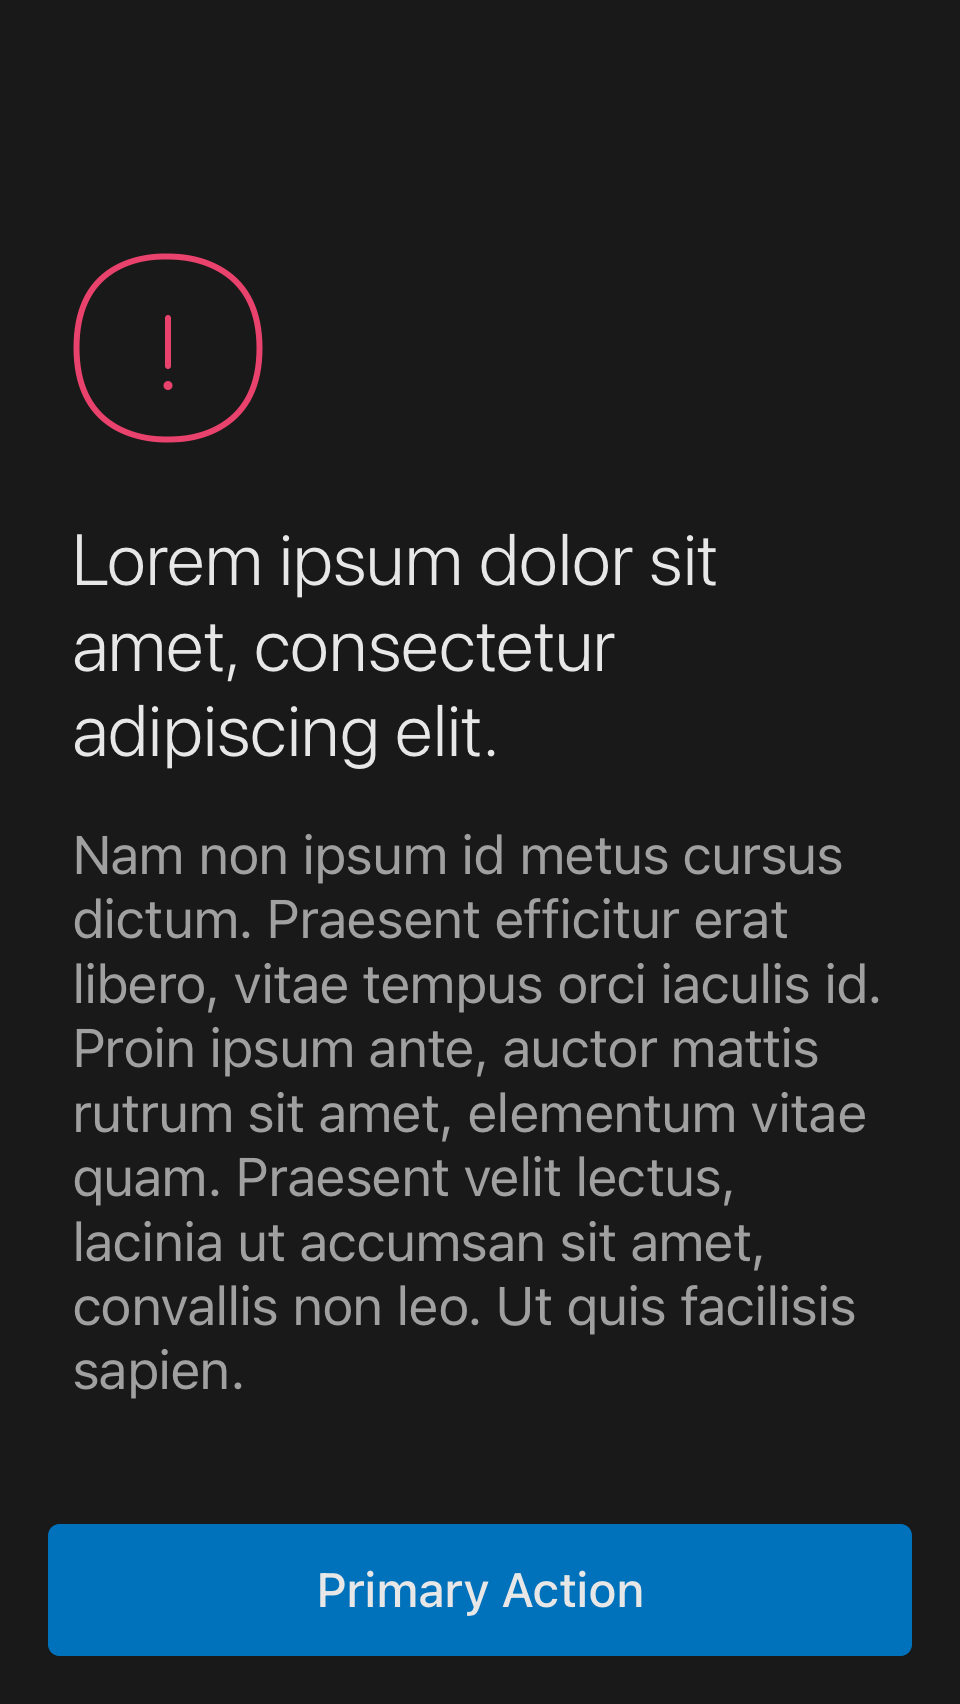 Lorem ipsum dolor sit
amet, consectetur
adipiscing elit.
Nam non ipsum id metus cursus
dictum. Praesent efficitur erat
libero, vitae tempus orci iaculis id.
Proin ipsum ante, auctor mattis
rutrum sit amet, elementum vitae
quam. Praesent velit lectus,
lacinia ut accumsan sit amet,
convallis non leo. Ut quis facilisis
sapien.
Primary Action